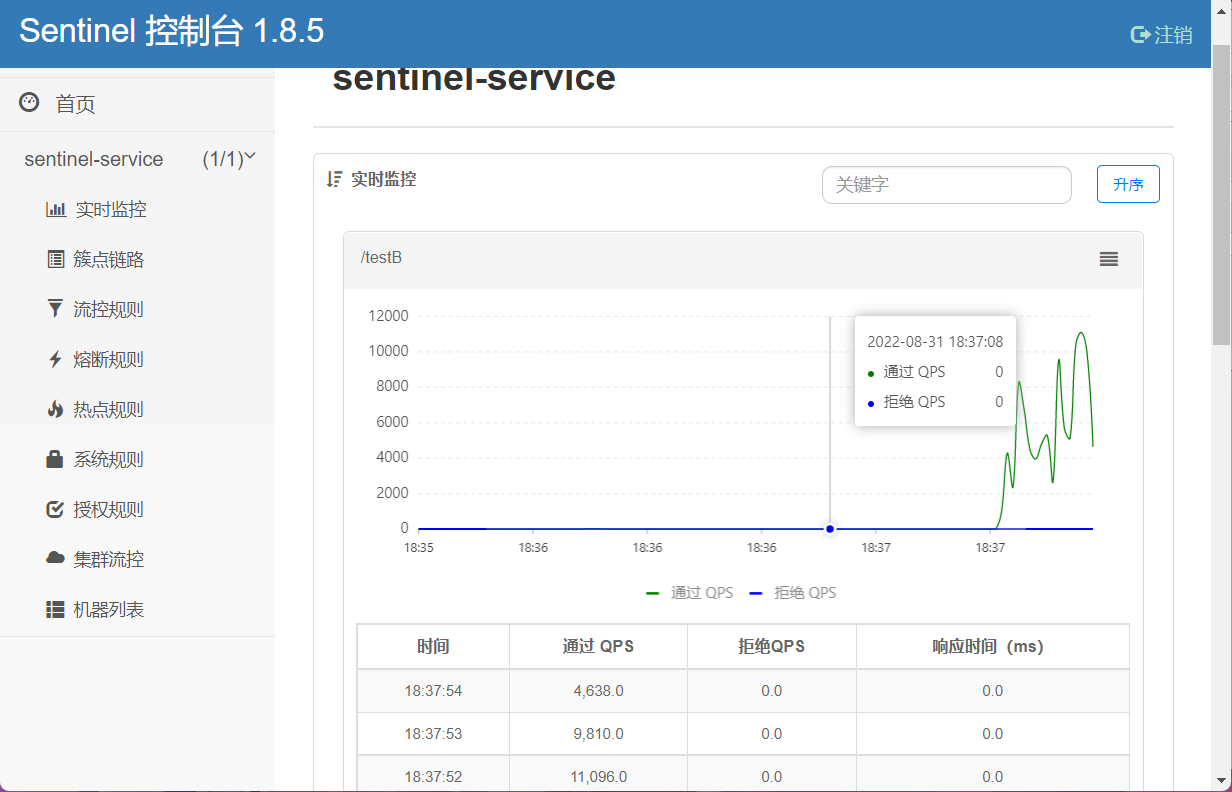 Sentinel 控制台 1.8.5
注销
首页
sentinel-service (1/1)
实时监控
簇点链路
流控规则
熔断规则
热点规则
系统规则
授权规则
集群流控
机器列表
sentinel-service
实时监控
关键字
升序
/testB
12000
10000
8000
6000
4000
2000
0
18:35 18:36 18:36 18:36 18:37 18:37
2022-08-31 18:37:08
通过 QPS 0
拒绝 QPS 0
通过 QPS 拒绝 QPS
时间 通过 QPS 拒绝QPS 响应时间（ms）
18:37:54 4,638.0 0.0 0.0
18:37:53 9,810.0 0.0 0.0
18:37:52 11,096.0 0.0 0.0